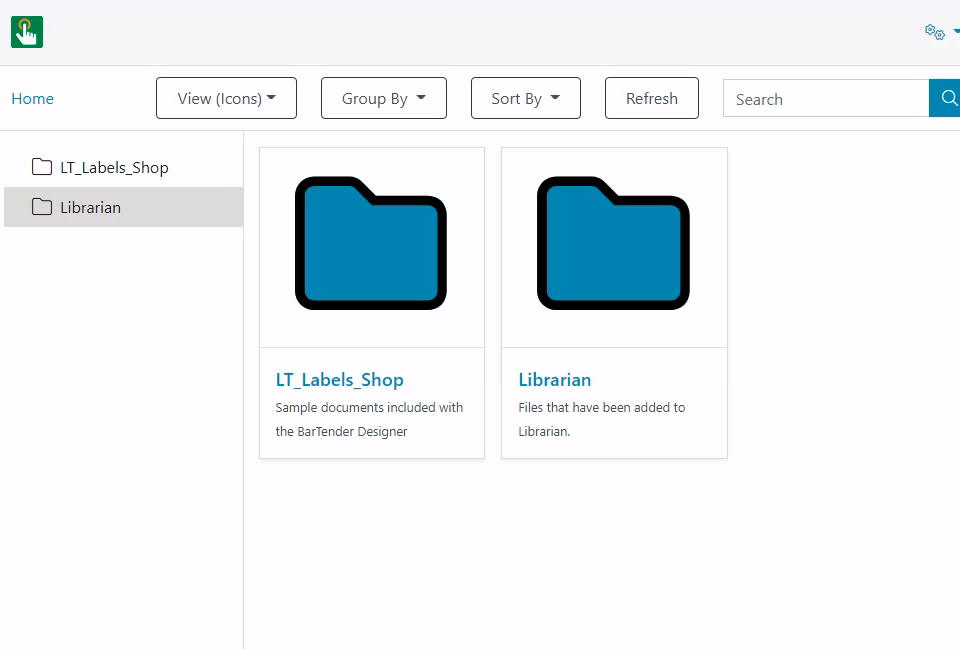 Home
View (Icons)
Group By
Sort By
Refresh
Search
LT_Labels_Shop
Librarian
LT_Labels_Shop
Sample documents included with
the BarTender Designer
Librarian
Files that have been added to
Librarian.